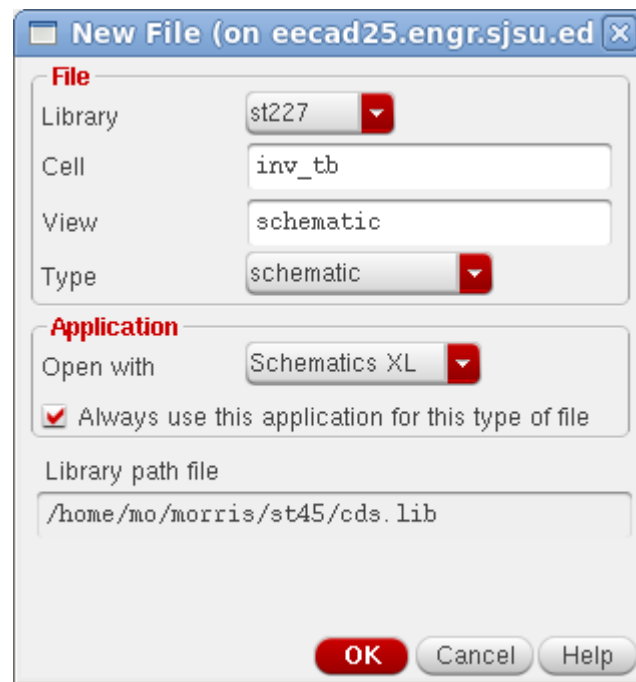 New File (on eecad25.engr.sjsu.ed
File
Library st227
Cell inv_tb
View schematic
Type schematic
Application
Open with Schematics XL
Always use this application for this type of file
Library path file
/home/mo/morris/st45/cds.lib
OK Cancel Help